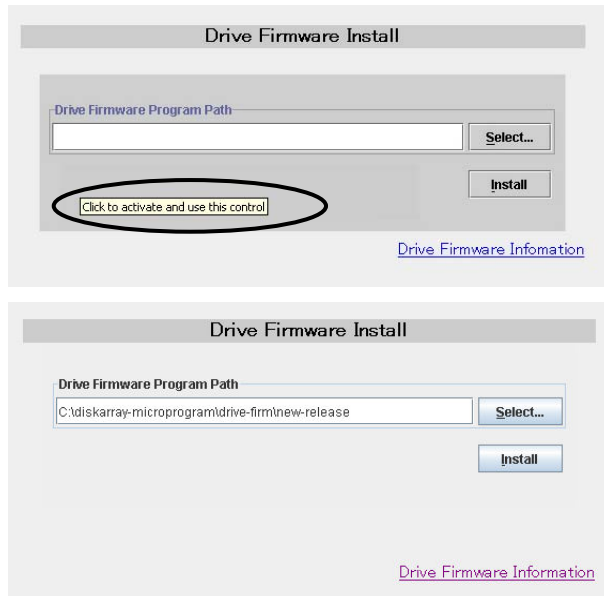 Drive Firmware Install
Drive Firmware Program Path
Select...
Install
Click to activate and use this control
Drive Firmware Infomation
Drive Firmware Install
Drive Firmware Program Path
C:\diskarray-microprogram\drive-firm\new-release
Select...
Install
Drive Firmware Information